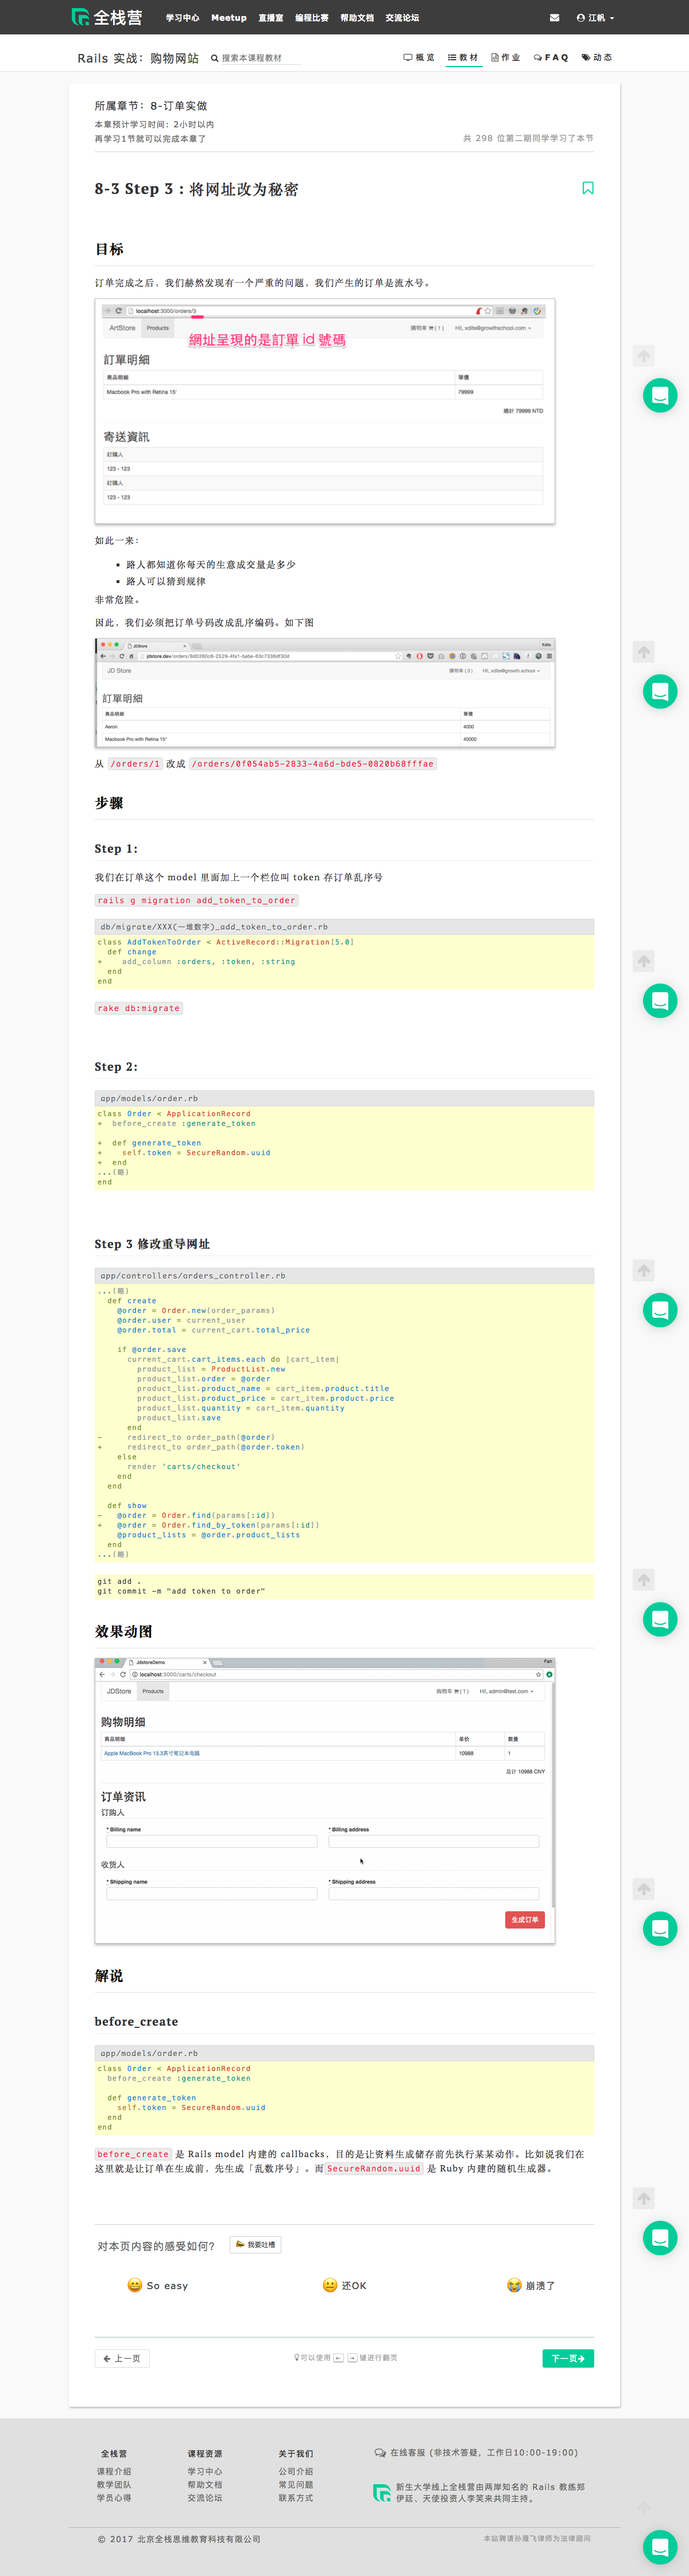 全栈营 学习中心 Meetup 直播室 编程比赛 帮助文档 交流论坛 江帆
Rails 实战：购物网站 搜索本课程教材 概览 教材 作业 FAQ 动态
所属章节：8-订单实做
本章预计学习时间：2小时以内
再学习1节就可以完成本章了 共 298 位第二期同学学习了本节
8-3 Step 3 : 将网址改为秘密
目标
订单完成之后，我们赫然发现有一个严重的问题，我们产生的订单是流水号。
localhost:3000/orders/3
ArtStore Products 購物車 (1) Hi!, xdite@growthschool.com
網址呈現的是訂單 id 號碼
訂單明細
商品明細 單價
Macbook Pro with Retina 15' 79999
總計 79999 NTD
寄送資訊
訂購人
123 - 123
訂購人
123 - 123
如此一来：
路人都知道你每天的生意成交量是多少
路人可以猜到规律
非常危险。
因此，我们必须把订单号码改成乱序编码。如下图
JDStore Xdite
JD Store 購物車 (0) Hi!, xdite@growth.school
訂單明細
商品明細 單價
Aeron 4000
Macbook Pro with Retina 15" 40000
从 /orders/1 改成 /orders/0f054ab5-2833-4a6d-bde5-0820b68fffae
步骤
Step 1:
我们在订单这个 model 里面加上一个栏位叫 token 存订单乱序号
rails g migration add_token_to_order
db/migrate/XXX(一堆数字)_add_token_to_order.rb
class AddTokenToOrder < ActiveRecord::Migration[5.0]
  def change
+    add_column :orders, :token, :string
  end
end
rake db:migrate
Step 2:
app/models/order.rb
class Order < ApplicationRecord
+  before_create :generate_token
+  def generate_token
+    self.token = SecureRandom.uuid
+  end
...(略)
end
Step 3 修改重导网址
app/controllers/orders_controller.rb
...(略)
  def create
    @order = Order.new(order_params)
    @order.user = current_user
    @order.total = current_cart.total_price
    if @order.save
      current_cart.cart_items.each do |cart_item|
        product_list = ProductList.new
        product_list.order = @order
        product_list.product_name = cart_item.product.title
        product_list.product_price = cart_item.product.price
        product_list.quantity = cart_item.quantity
        product_list.save
      end
-     redirect_to order_path(@order)
+     redirect_to order_path(@order.token)
    else
      render 'carts/checkout'
    end
  end
  def show
-   @order = Order.find(params[:id])
+   @order = Order.find_by_token(params[:id])
    @product_lists = @order.product_lists
  end
...(略)
git add .
git commit -m "add token to order"
效果动图
JdstoreDemo Fan
localhost:3000/carts/checkout
JDStore Products 购物车 (1) Hi!, admin@test.com
购物明细
商品明细 单价 数量
Apple MacBook Pro 13.3英寸笔记本电脑 10988 1
总计 10988 CNY
订单资讯
订购人
* Billing name * Billing address
收货人
* Shipping name * Shipping address
生成订单
解说
before_create
app/models/order.rb
class Order < ApplicationRecord
  before_create :generate_token
  def generate_token
    self.token = SecureRandom.uuid
  end
end
before_create 是 Rails model 内建的 callbacks，目的是让资料生成储存前先执行某某动作。比如说我们在
这里就是让订单在生成前，先生成「乱数序号」。而 SecureRandom.uuid 是 Ruby 内建的随机生成器。
对本页内容的感受如何？ 我要吐槽
So easy 还OK 崩溃了
上一页 可以使用 ← → 键进行翻页 下一页
全栈营 课程资源 关于我们 在线客服 (非技术答疑，工作日10:00-19:00)
课程介绍 学习中心 公司介绍
教学团队 帮助文档 常见问题 新生大学线上全栈营由两岸知名的 Rails 教练郑
学员心得 交流论坛 联系方式 伊廷、天使投资人李笑来共同主持。
© 2017 北京全栈思维教育科技有限公司 本站聘请孙雁飞律师为法律顾问